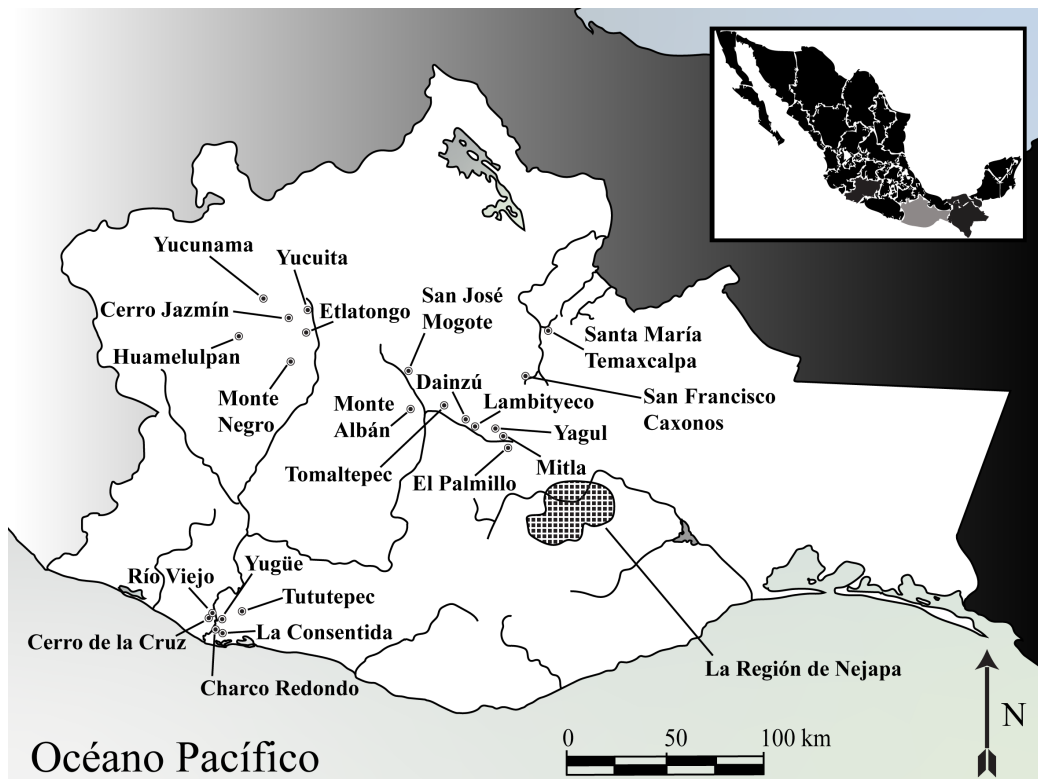 Yucunama
Yucuita
Cerro Jazmín
Etlatongo
San José
Mogote
Huamelulpan
Santa María
Temaxcalpa
Dainzú
Monte
Negro
Monte
Albán
Lambityeco
San Francisco
Caxonos
Yagul
Tomaltepec
El Palmillo
Mitla
Río Viejo
Yugüe
Tututepec
Cerro de la Cruz
La Consentida
Charco Redondo
La Región de Nejapa
N
Océano Pacífico
0 50 100 km